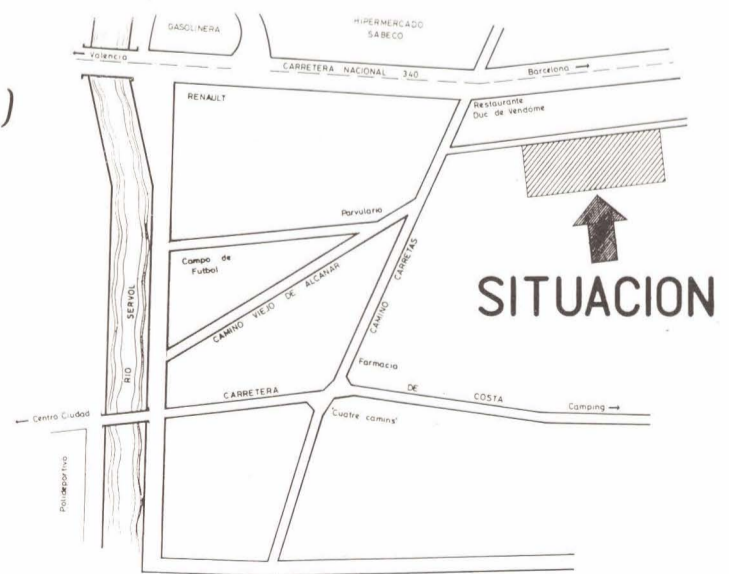 GASOLINERA
HIPERMERCADO
SABECO
← Valencia
CARRETERA NACIONAL 340
Barcelona →
)
RENAULT
Restaurante
Duc de Vendome
Parvulario
Campo de
Futbol
CAMINO VIEJO DE ALCANAR
CAMINO CARRETAS
SITUACION
RIO SERVOL
Farmacia
CARRETERA DE COSTA
Camping →
← Centro Ciudad
'Cuatre camins'
Polideportivo